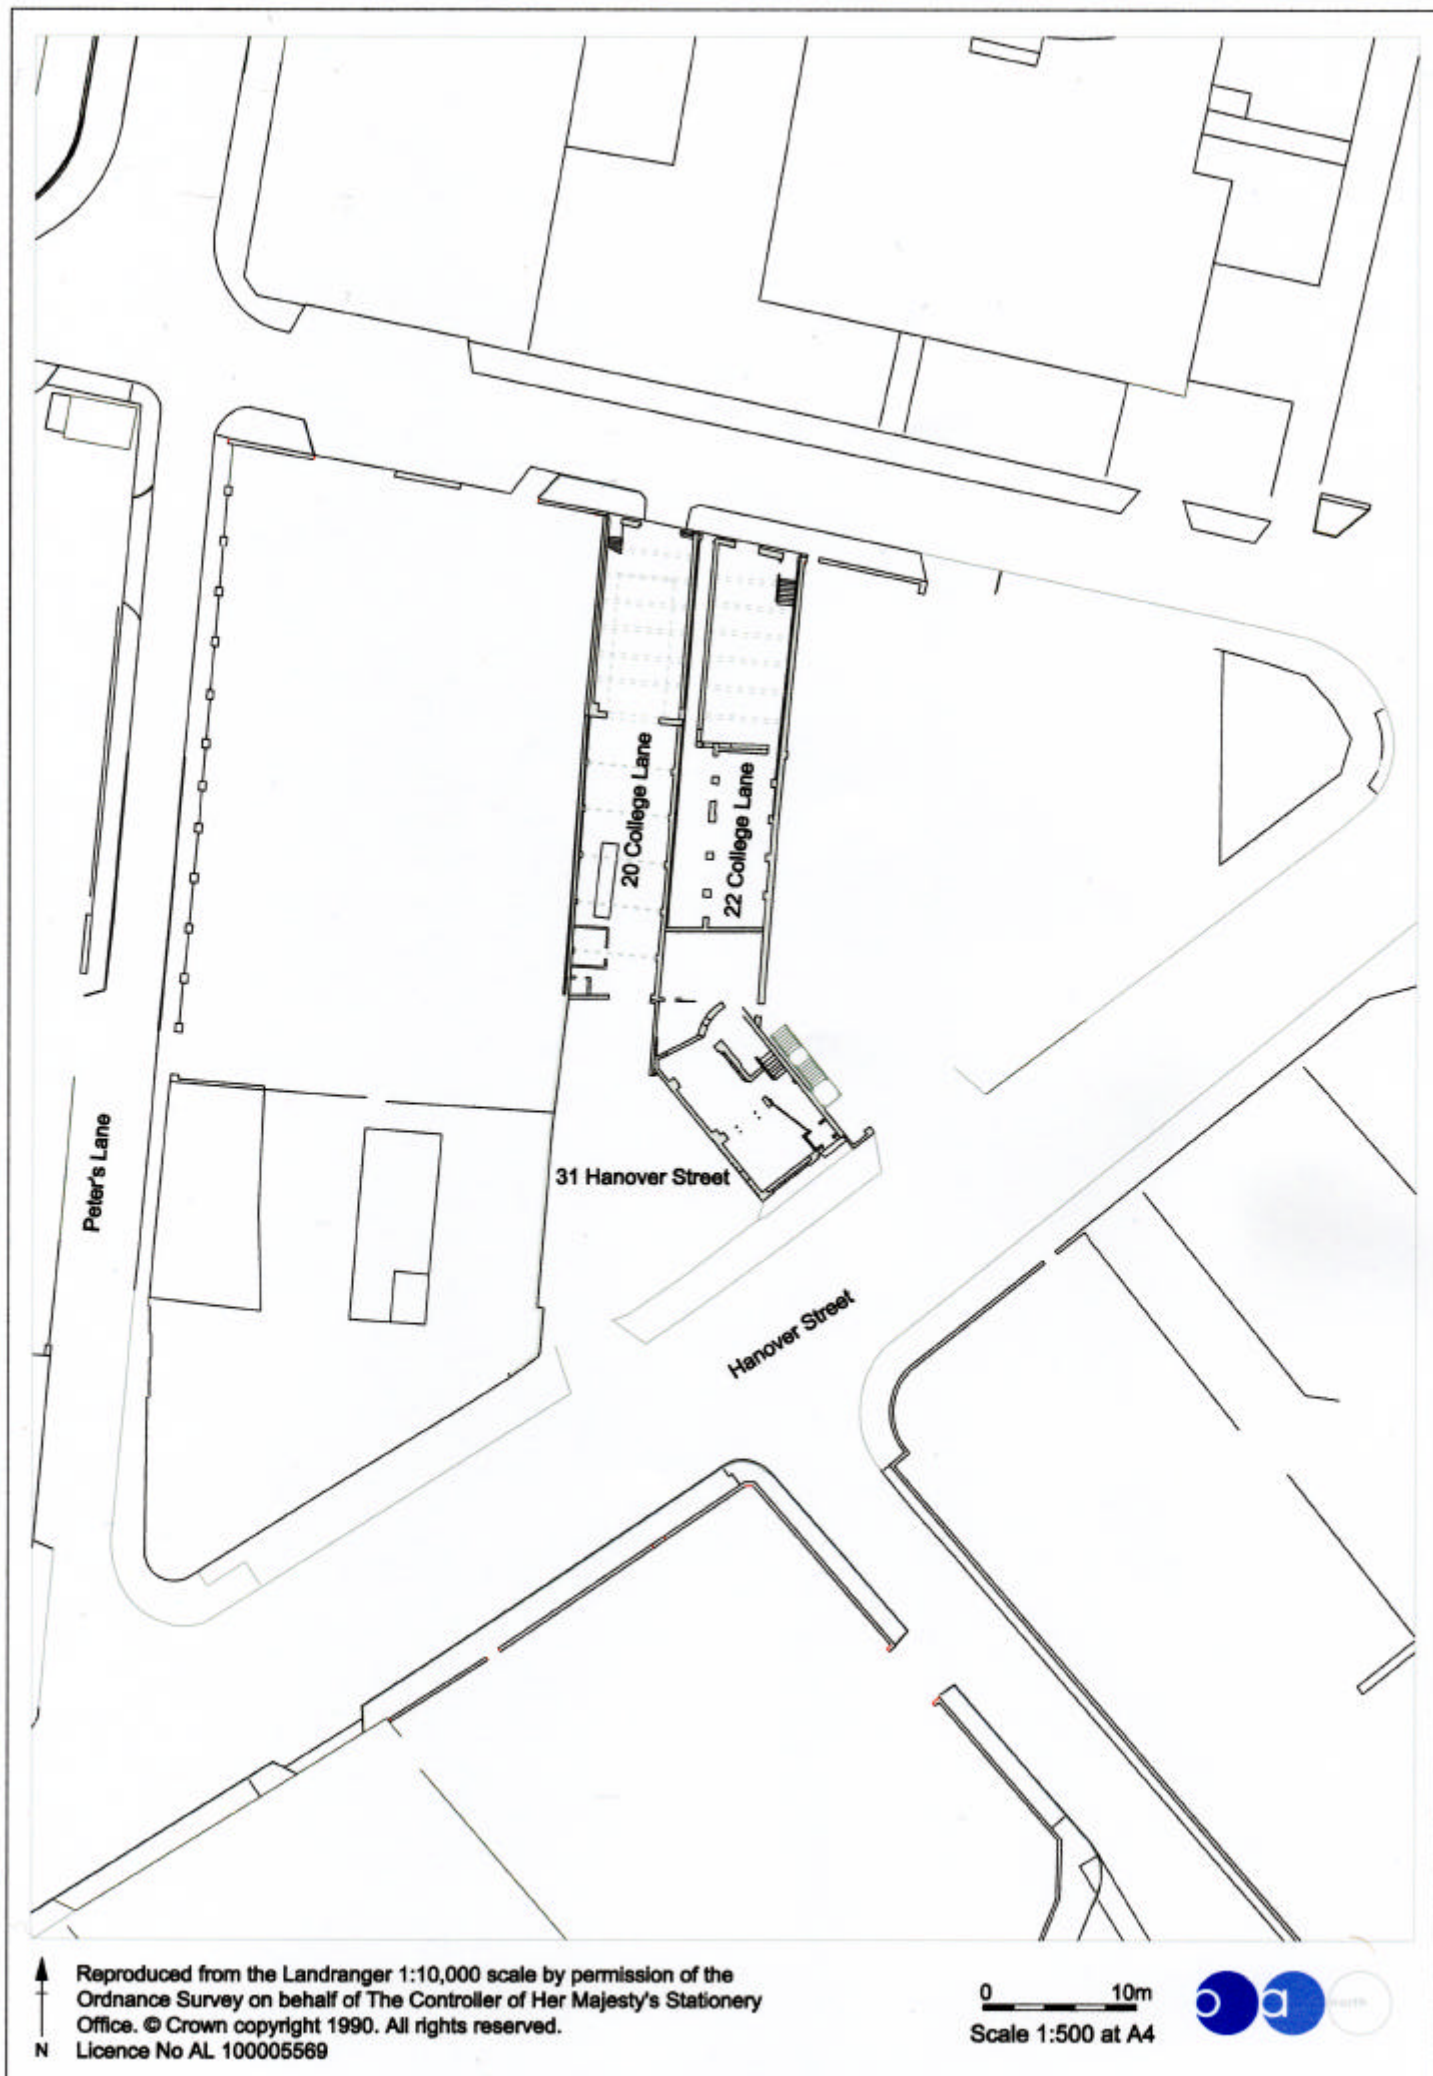 20 College Lane
22 College Lane
Peter's Lane
31 Hanover Street
Hanover Street
Reproduced from the Landranger 1:10,000 scale by permission of the
Ordnance Survey on behalf of The Controller of Her Majesty's Stationery
Office. © Crown copyright 1990. All rights reserved.
N Licence No AL 100005569
0 10m
Scale 1:500 at A4
o a north